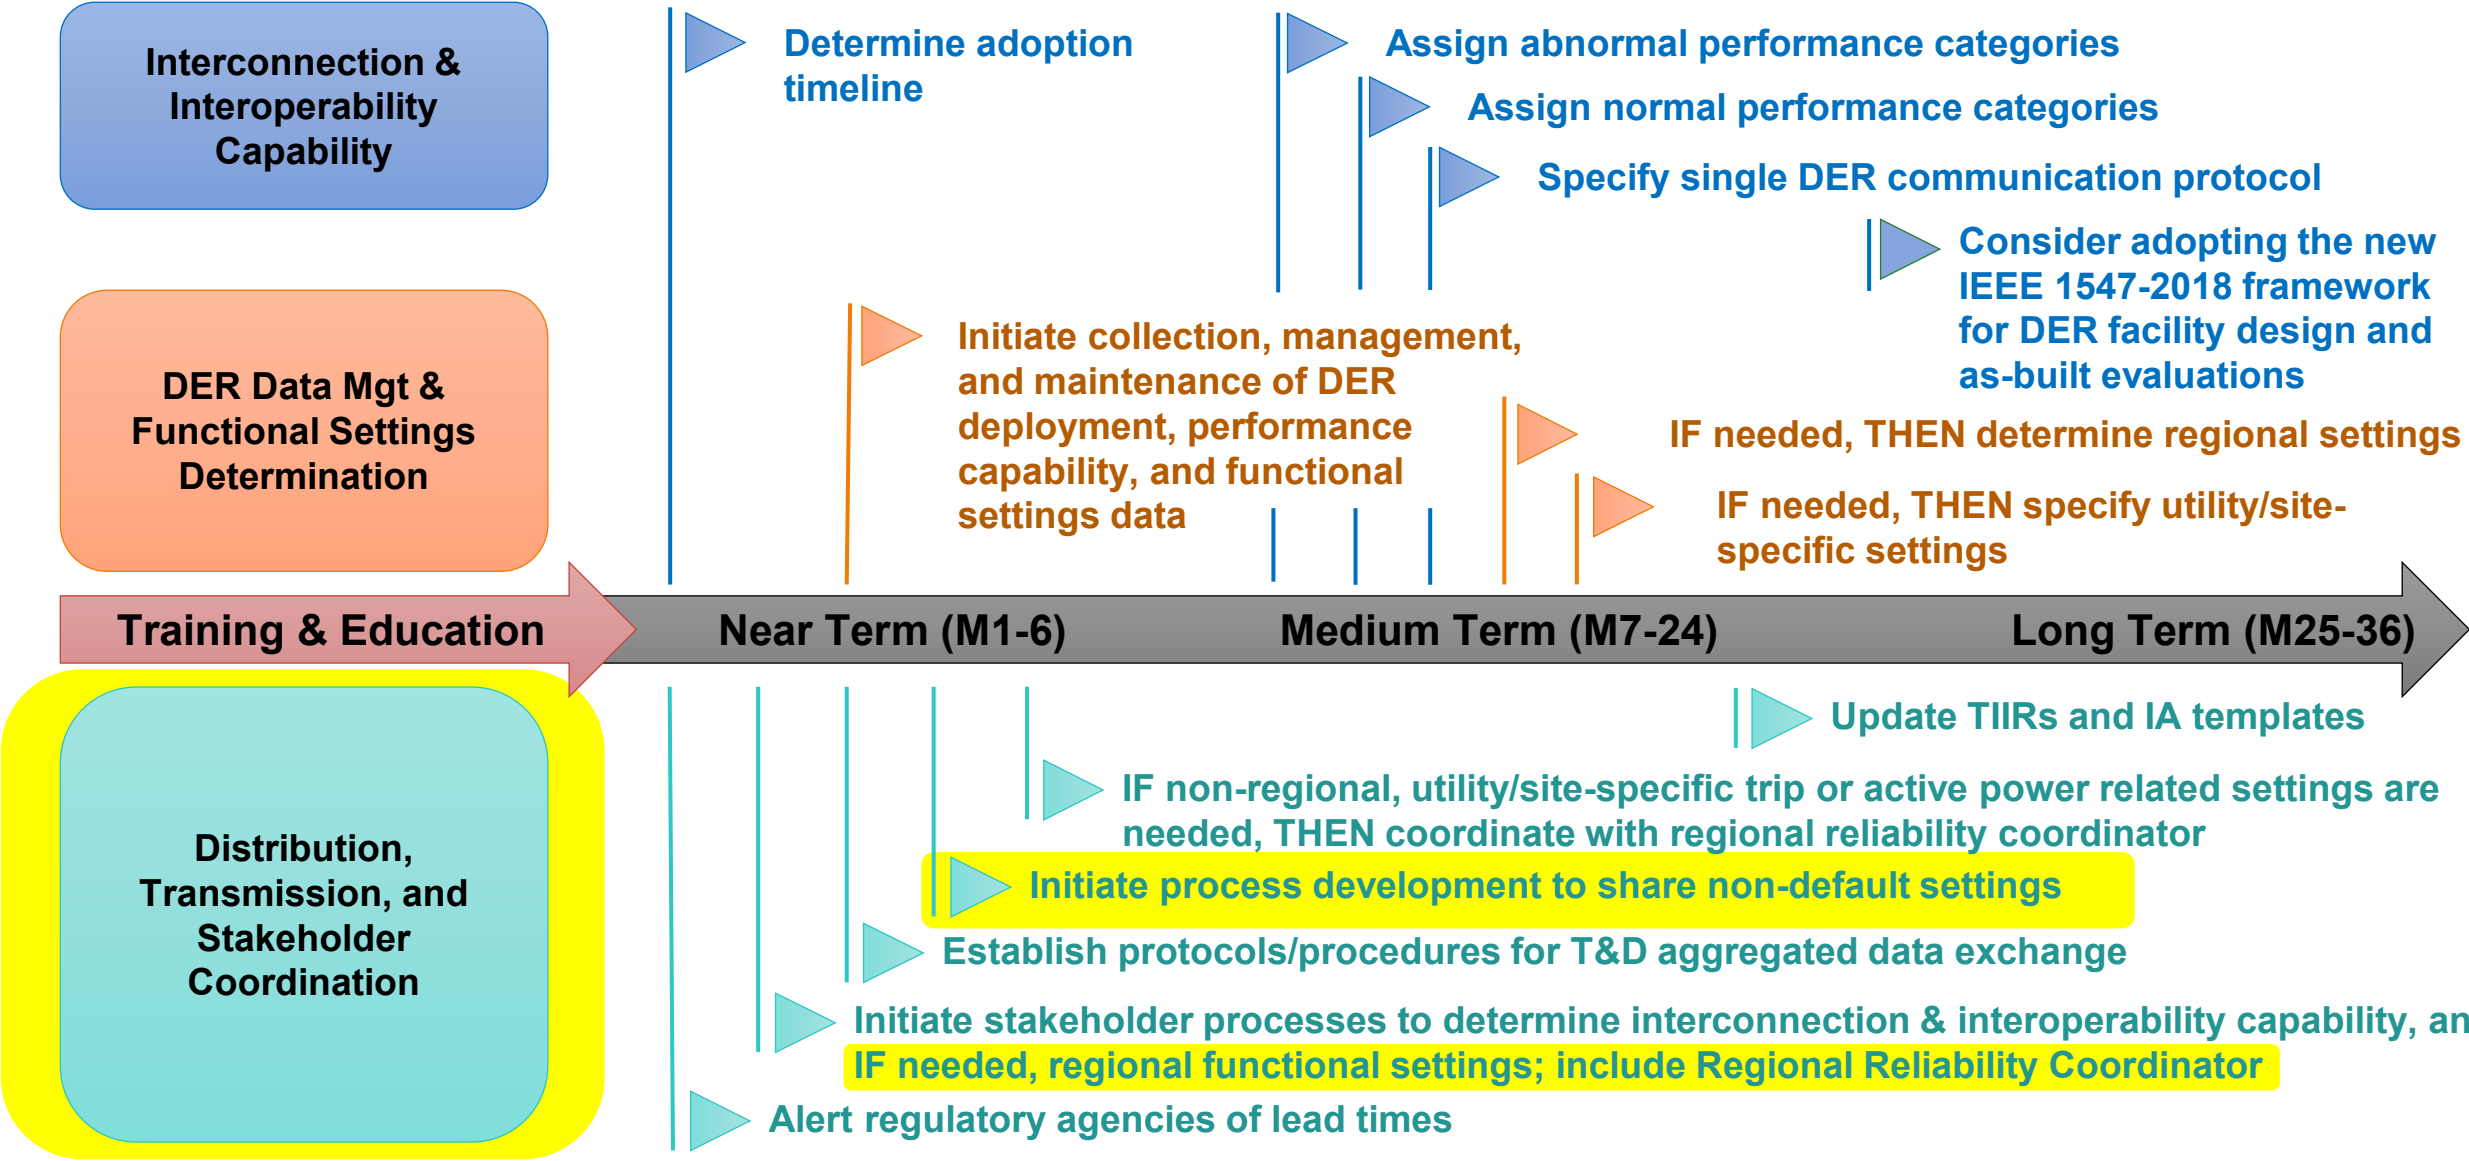 Interconnection &
Interoperability
Capability
Determine adoption
timeline
Assign abnormal performance categories
Assign normal performance categories
Specify single DER communication protocol
Consider adopting the new
IEEE 1547-2018 framework
for DER facility design and
as-built evaluations
DER Data Mgt &
Functional Settings
Determination
Initiate collection, management,
and maintenance of DER
deployment, performance
capability, and functional
settings data
IF needed, THEN determine regional settings
IF needed, THEN specify utility/site-
specific settings
Training & Education
Near Term (M1-6)
Medium Term (M7-24)
Long Term (M25-36)
Distribution,
Transmission, and
Stakeholder
Coordination
Update TIIRs and IA templates
IF non-regional, utility/site-specific trip or active power related settings are
needed, THEN coordinate with regional reliability coordinator
Initiate process development to share non-default settings
Establish protocols/procedures for T&D aggregated data exchange
Initiate stakeholder processes to determine interconnection & interoperability capability, an
IF needed, regional functional settings; include Regional Reliability Coordinator
Alert regulatory agencies of lead times